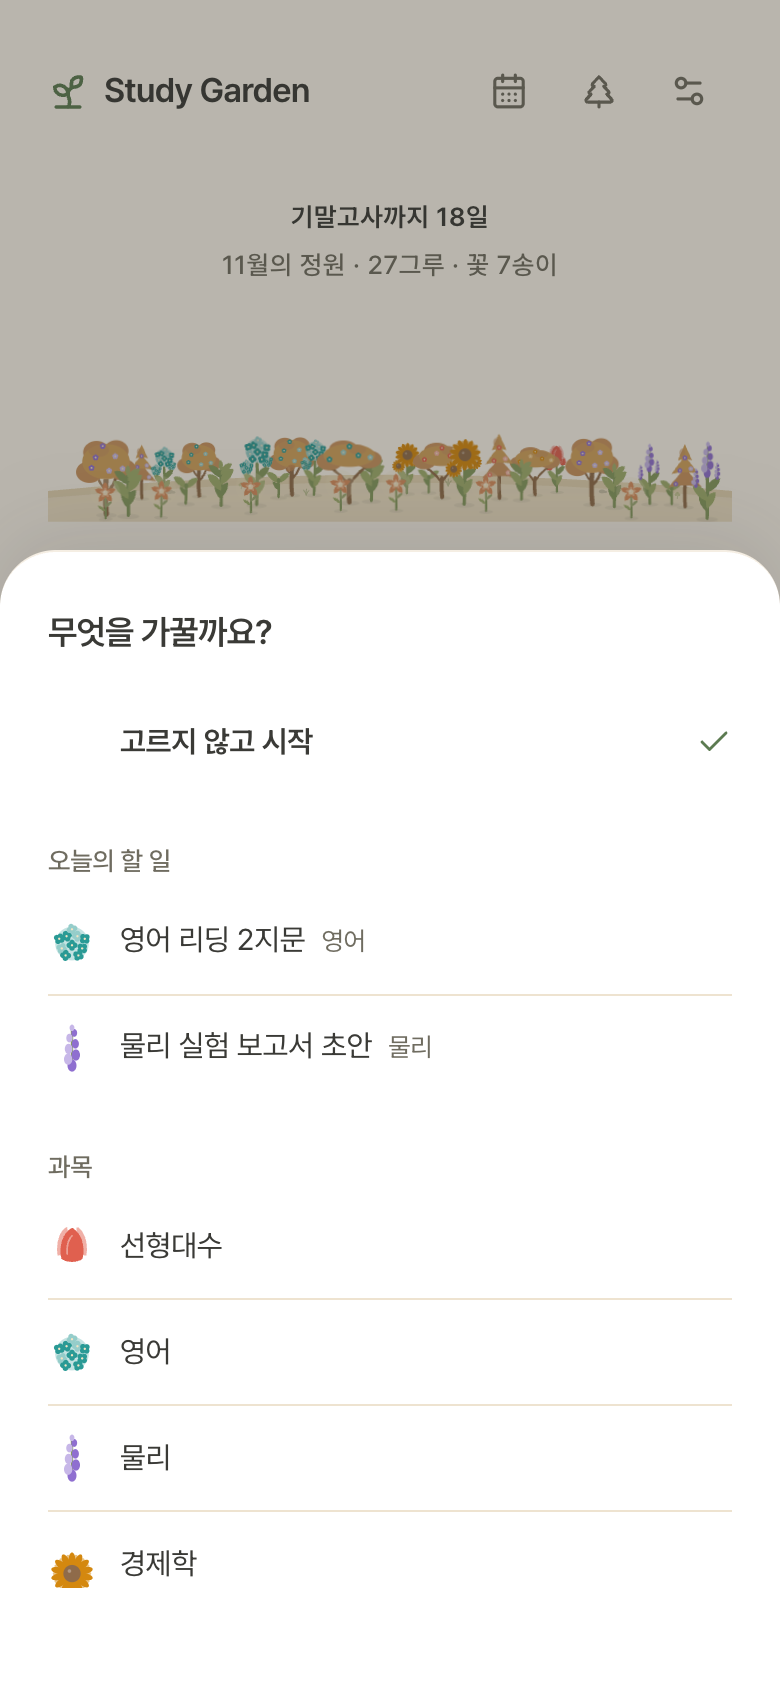 Study Garden
기말고사까지 18일
11월의 정원 · 27그루 · 꽃 7송이
무엇을 가꿀까요?
고르지 않고 시작
오늘의 할 일
영어 리딩 2지문 영어
물리 실험 보고서 초안 물리
과목
선형대수
영어
물리
경제학